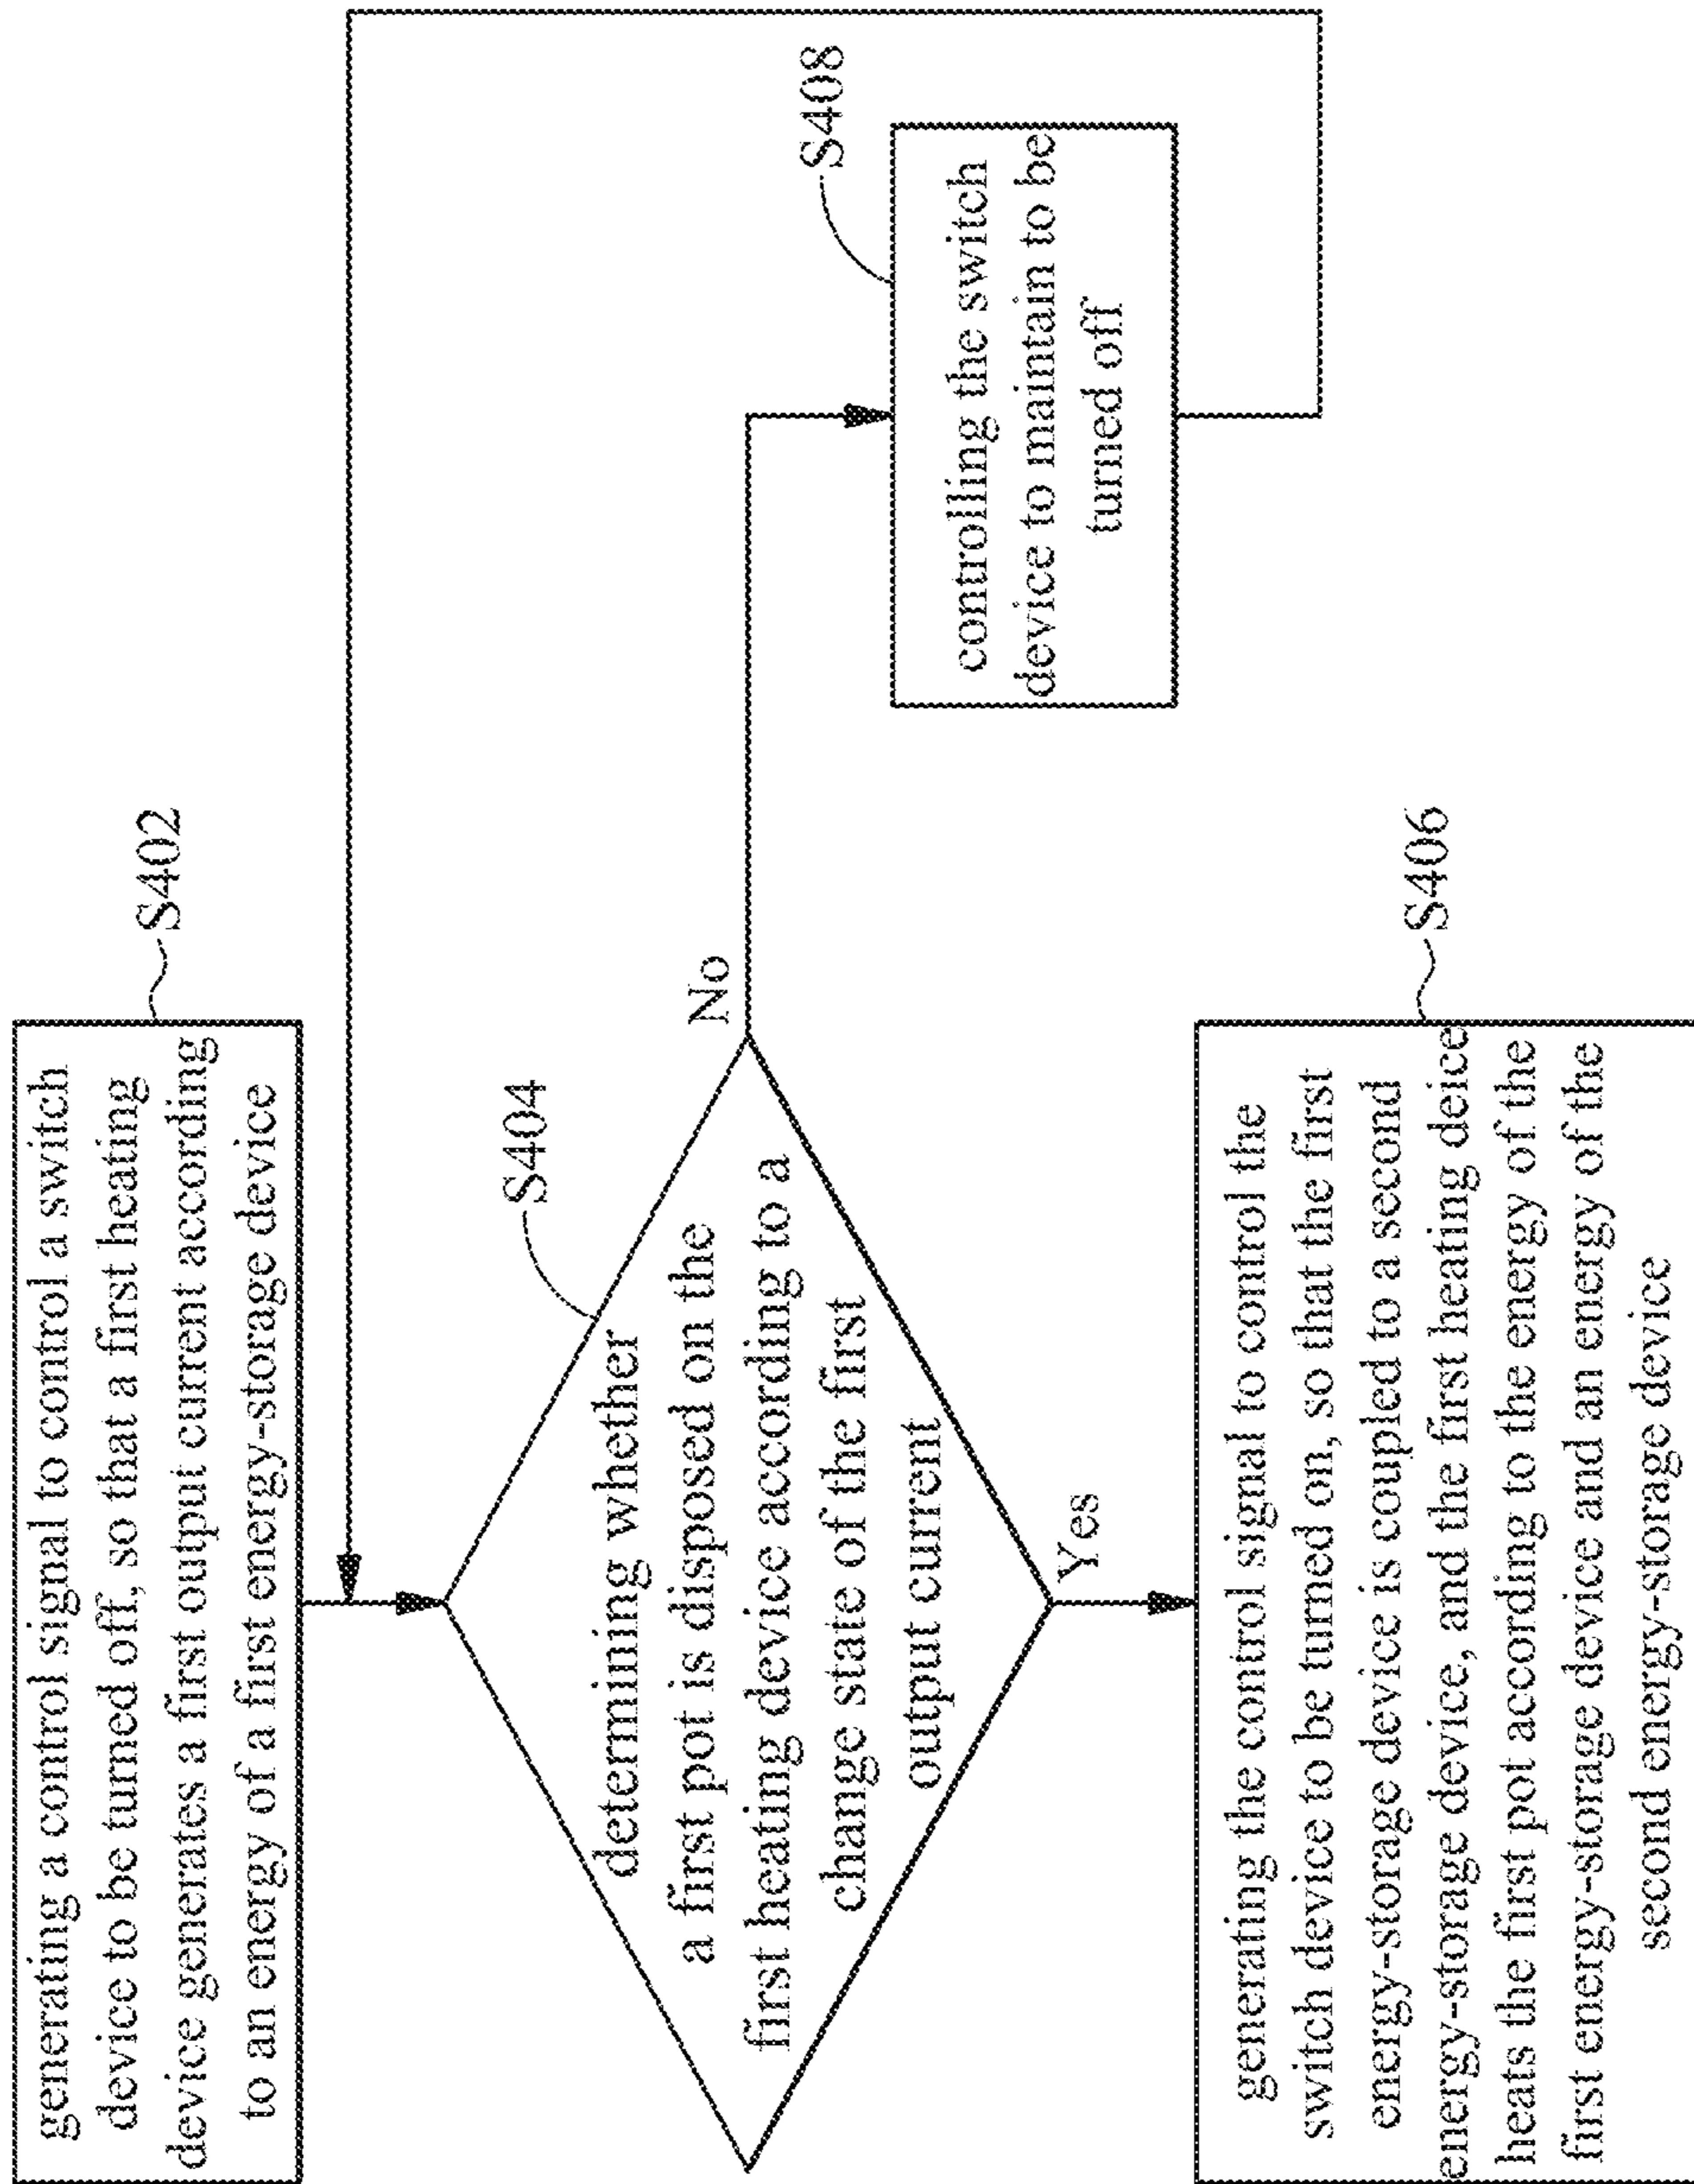 generating a control signal to control a switch
device to be turned off, so that a first heating
device generates a first output current according
to an energy of a first energy-storage device
S402
determining whether
a first pot is disposed on the
first heating device according to a
change state of the first
output current
S404
No
Yes
controlling the switch
device to maintain to be
turned off
S408
generating the control signal to control the
switch device to be turned on, so that the first
energy-storage device is coupled to a second
energy-storage device, and the first heating deice
heats the first pot according to the energy of the
first energy-storage device and an energy of the
second energy-storage device
S406